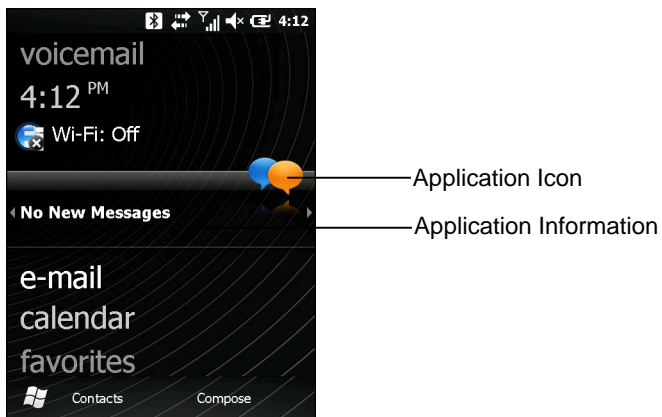 4:12
voicemail
4:12 PM
Wi-Fi: Off
Application Icon
No New Messages
Application Information
e-mail
calendar
favorites
Contacts Compose